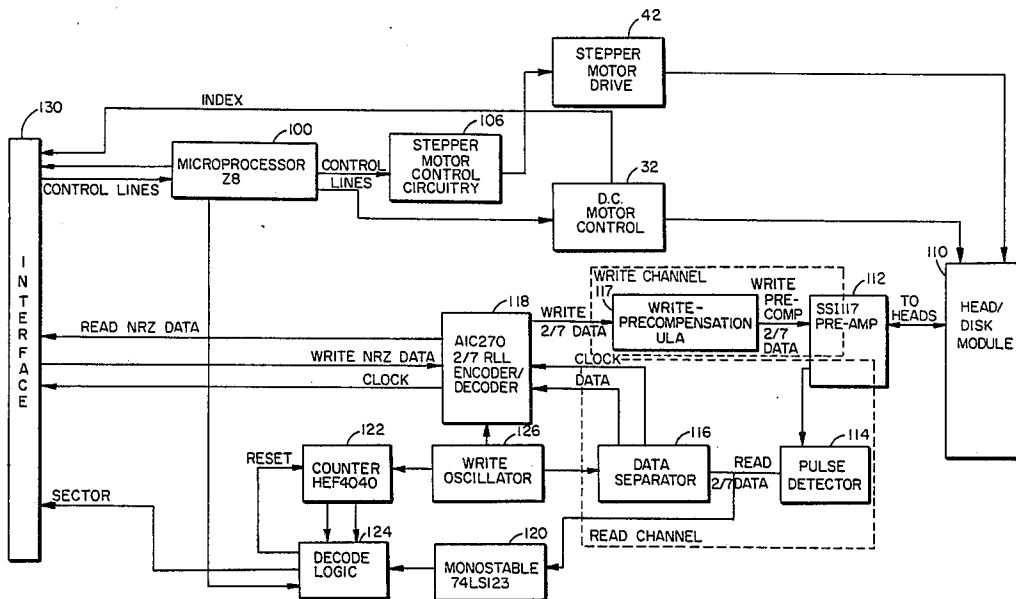 42
STEPPER
MOTOR
DRIVE
130
INDEX
100
106
MICROPROCESSOR
Z8
CONTROL
LINES
STEPPER
MOTOR
CONTROL
CIRCUITRY
CONTROL LINES
32
D.C.
MOTOR
CONTROL
110
HEAD/
DISK
MODULE
INTERFACE
WRITE CHANNEL
117
WRITE-
PRECOMPENSATION
ULA
WRITE
PRE-
COMP
2/7
DATA
112
SSI117
PRE-AMP
TO
HEADS
118
WRITE
2/7 DATA
READ NRZ DATA
AIC270
2/7 RLL
ENCODER/
DECODER
WRITE NRZ DATA
CLOCK
CLOCK
DATA
122
126
116
114
RESET
COUNTER
HEF4040
WRITE
OSCILLATOR
DATA
SEPARATOR
READ
2/7DATA
PULSE
DETECTOR
SECTOR
124
120
READ CHANNEL
DECODE
LOGIC
MONOSTABLE
74LS123